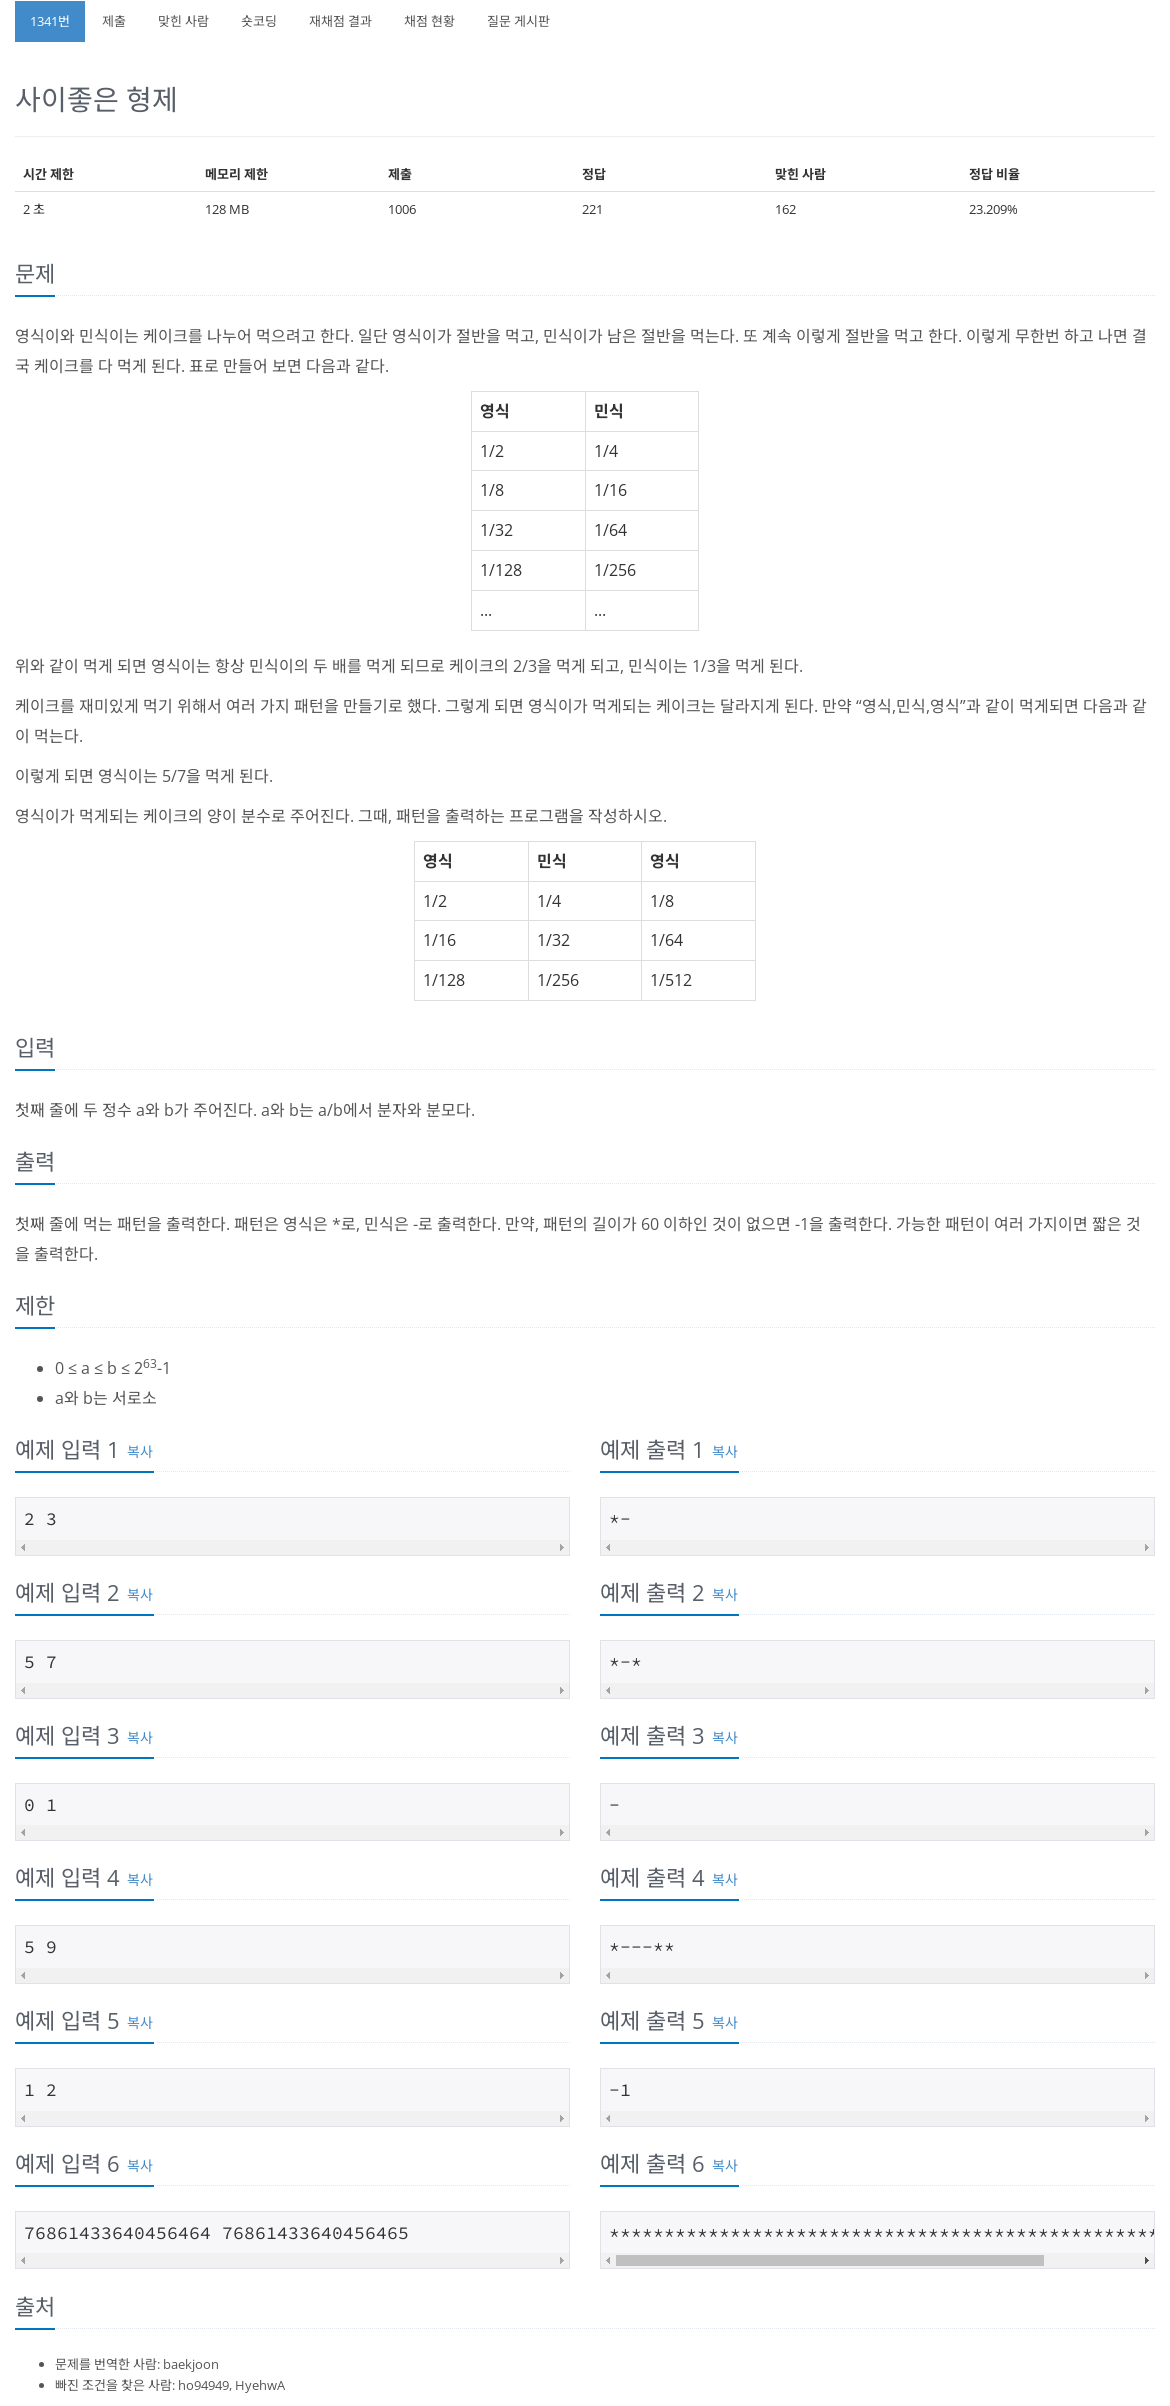 1341번 제출 맞힌 사람 숏코딩 재채점 결과 채점 현황 질문 게시판
사이좋은 형제
시간 제한 메모리 제한 제출 정답 맞힌 사람 정답 비율
2 초 128 MB 1006 221 162 23.209%
문제
영식이와 민식이는 케이크를 나누어 먹으려고 한다. 일단 영식이가 절반을 먹고, 민식이가 남은 절반을 먹는다. 또 계속 이렇게 절반을 먹고 한다. 이렇게 무한번 하고 나면 결
국 케이크를 다 먹게 된다. 표로 만들어 보면 다음과 같다.
영식 민식
1/2 1/4
1/8 1/16
1/32 1/64
1/128 1/256
... ...
위와 같이 먹게 되면 영식이는 항상 민식이의 두 배를 먹게 되므로 케이크의 2/3을 먹게 되고, 민식이는 1/3을 먹게 된다.
케이크를 재미있게 먹기 위해서 여러 가지 패턴을 만들기로 했다. 그렇게 되면 영식이가 먹게되는 케이크는 달라지게 된다. 만약 “영식,민식,영식”과 같이 먹게되면 다음과 같
이 먹는다.
이렇게 되면 영식이는 5/7을 먹게 된다.
영식이가 먹게되는 케이크의 양이 분수로 주어진다. 그때, 패턴을 출력하는 프로그램을 작성하시오.
영식 민식 영식
1/2 1/4 1/8
1/16 1/32 1/64
1/128 1/256 1/512
입력
첫째 줄에 두 정수 a와 b가 주어진다. a와 b는 a/b에서 분자와 분모다.
출력
첫째 줄에 먹는 패턴을 출력한다. 패턴은 영식은 *로, 민식은 -로 출력한다. 만약, 패턴의 길이가 60 이하인 것이 없으면 -1을 출력한다. 가능한 패턴이 여러 가지이면 짧은 것
을 출력한다.
제한
• 0 ≤ a ≤ b ≤ 2^63-1
• a와 b는 서로소
예제 입력 1 복사 예제 출력 1 복사
2 3 *-
예제 입력 2 복사 예제 출력 2 복사
5 7 *-*
예제 입력 3 복사 예제 출력 3 복사
0 1 -
예제 입력 4 복사 예제 출력 4 복사
5 9 *---**
예제 입력 5 복사 예제 출력 5 복사
1 2 -1
예제 입력 6 복사 예제 출력 6 복사
76861433640456464 76861433640456465 **************************************************
출처
• 문제를 번역한 사람: baekjoon
• 빠진 조건을 찾은 사람: ho94949, HyehwA